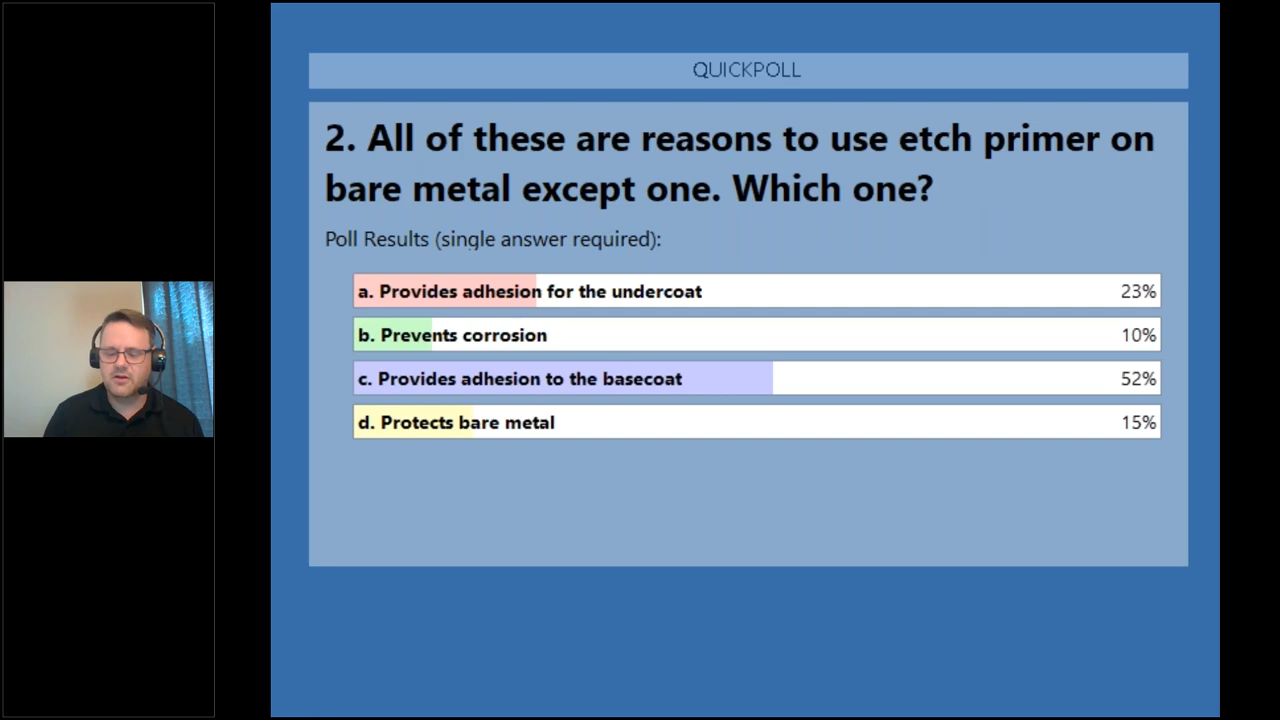 QUICKPOLL
2. All of these are reasons to use etch primer on
bare metal except one. Which one?
Poll Results (single answer required):
a. Provides adhesion for the undercoat 23%
b. Prevents corrosion 10%
c. Provides adhesion to the basecoat 52%
d. Protects bare metal 15%